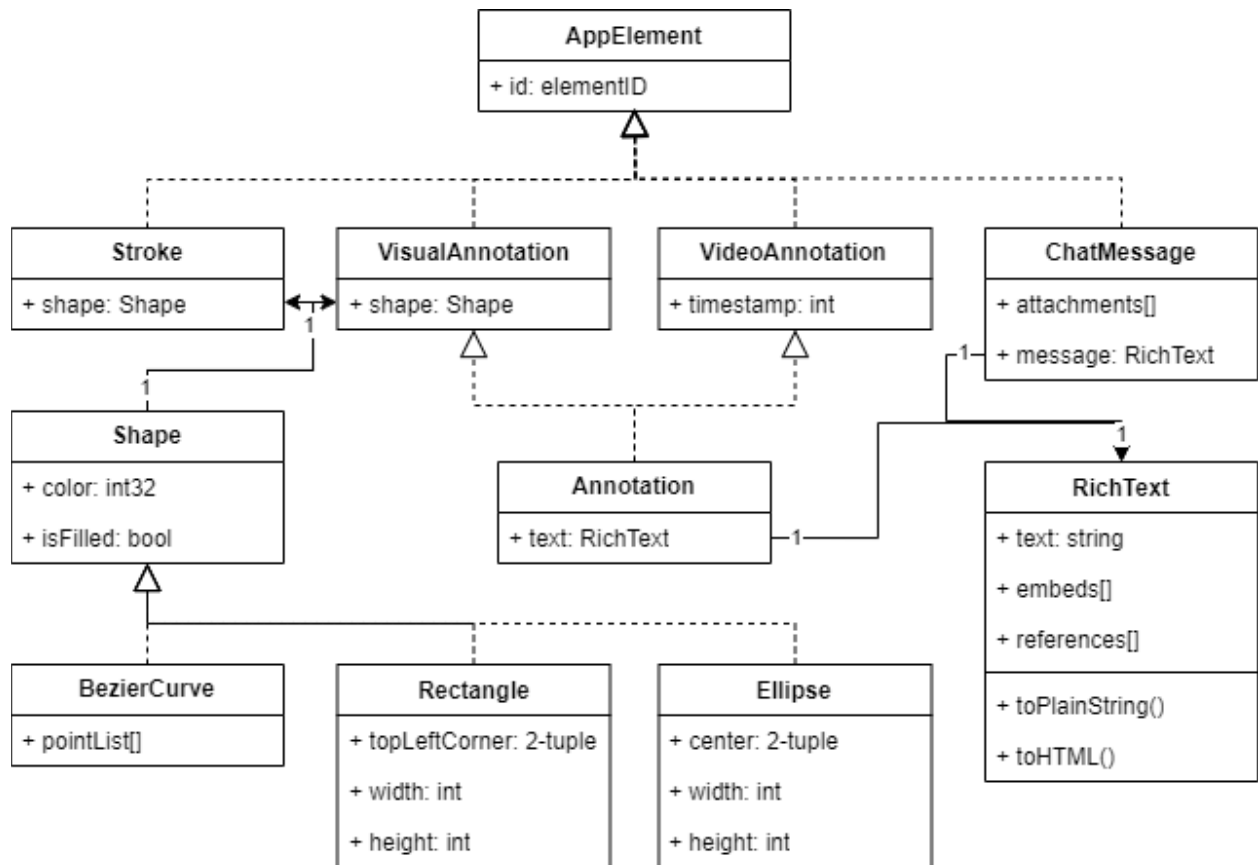 AppElement
+ id: elementID
Stroke
+ shape: Shape
VisualAnnotation
+ shape: Shape
VideoAnnotation
+ timestamp: int
ChatMessage
+ attachments[]
+ message: RichText
1
1
1
1
Shape
+ color: int32
+ isFilled: bool
Annotation
+ text: RichText
1
RichText
+ text: string
+ embeds[]
+ references[]
+ toPlainString()
+ toHTML()
BezierCurve
+ pointList[]
Rectangle
+ topLeftCorner: 2-tuple
+ width: int
+ height: int
Ellipse
+ center: 2-tuple
+ width: int
+ height: int